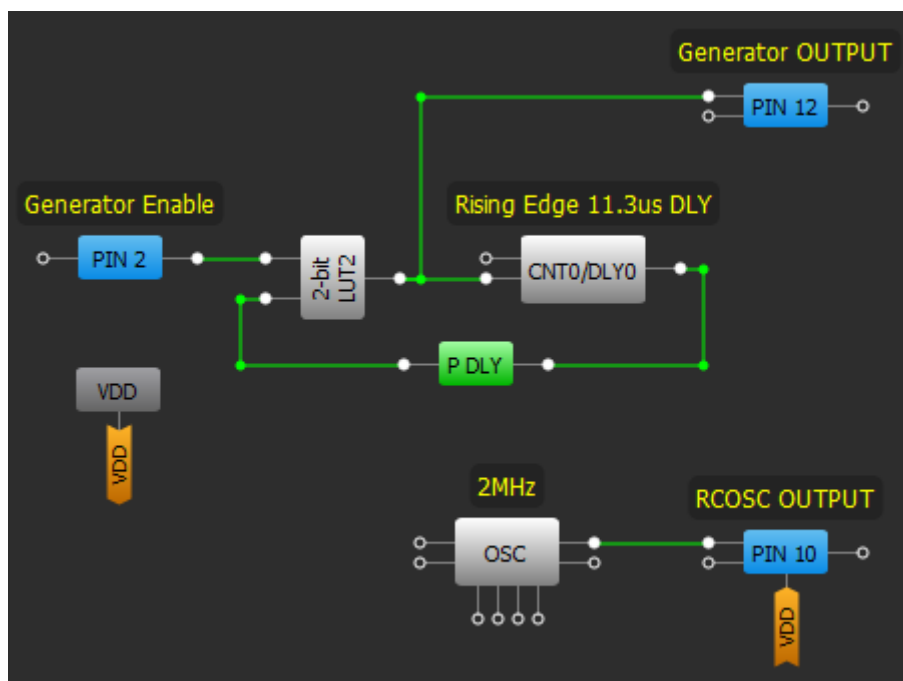 Generator OUTPUT
PIN 12
Generator Enable
Rising Edge 11.3us DLY
PIN 2
2-bit
LUT2
CNT0/DLY0
P DLY
VDD
VDD
2MHz
RCOSC OUTPUT
OSC
PIN 10
VDD